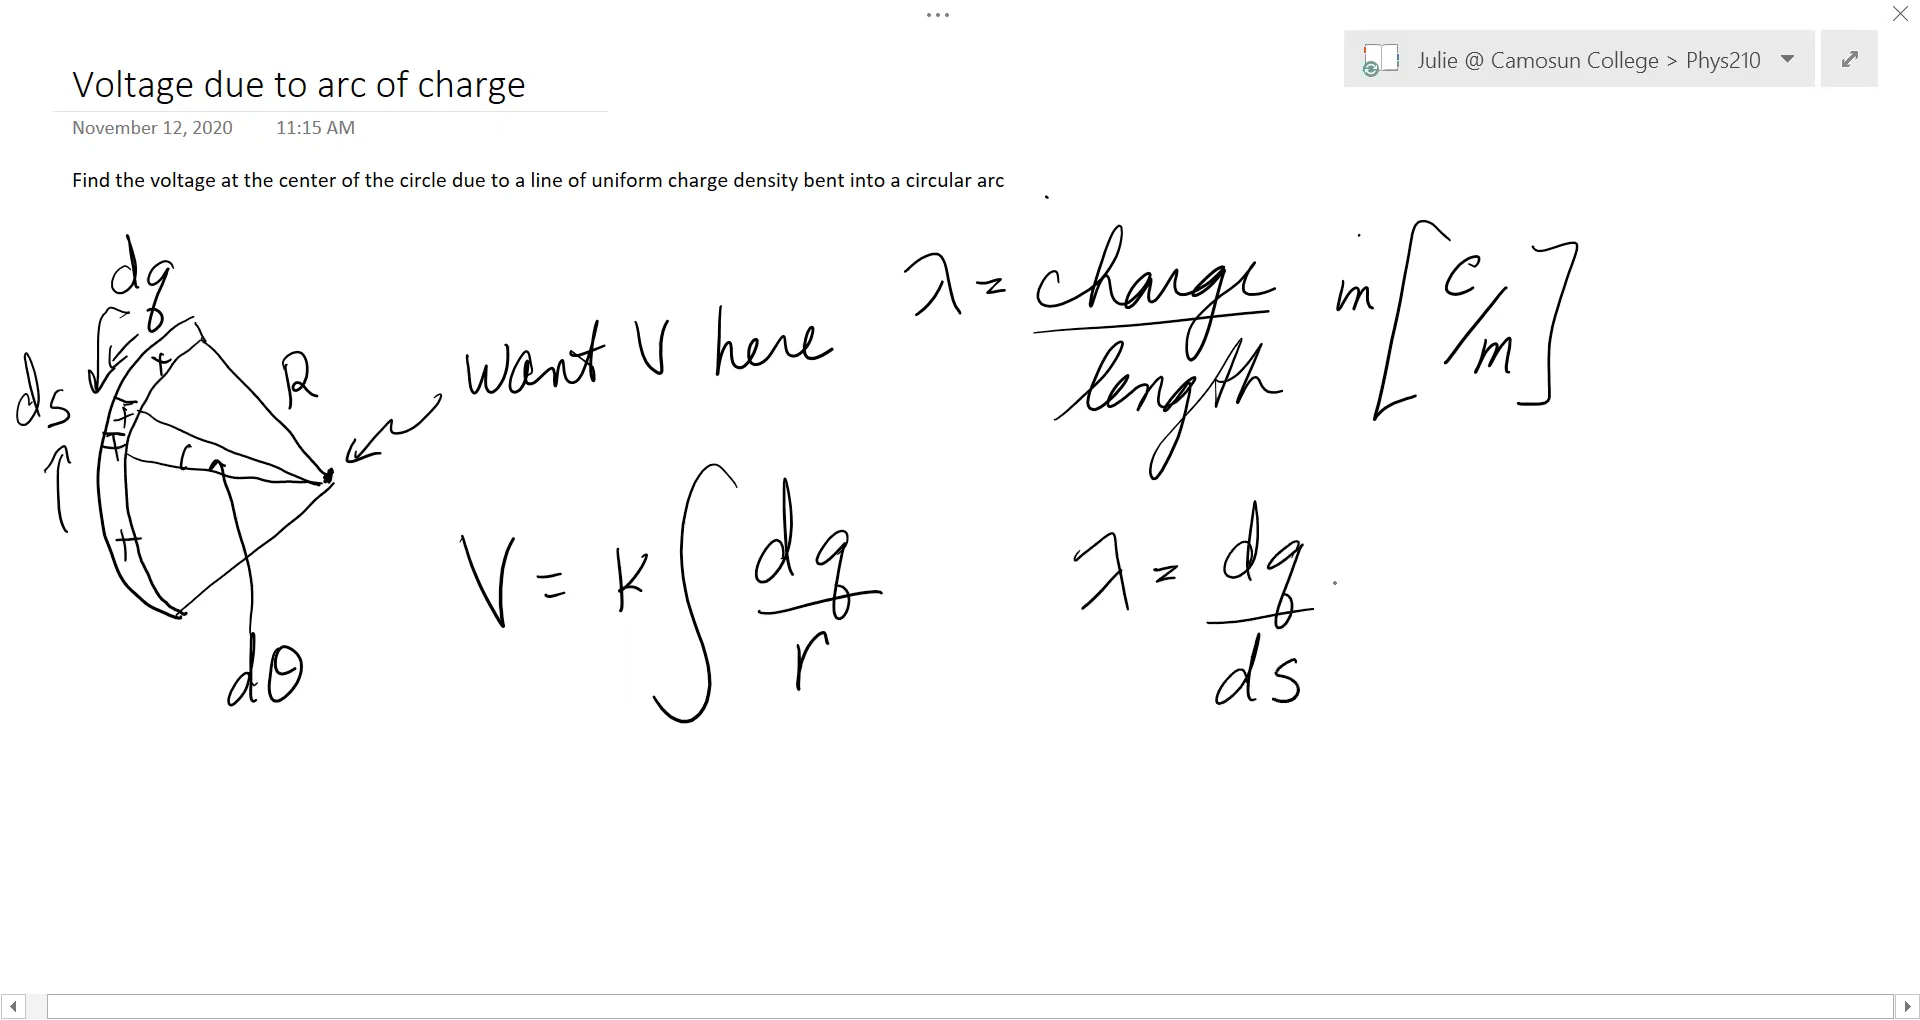 Julie @ Camosun College > Phys210
Voltage due to arc of charge
November 12, 2020 11:15 AM
Find the voltage at the center of the circle due to a line of uniform charge density bent into a circular arc
dq
ds
R
want V here
λ = charge/length in [C/m]
V = k∫ dq/r
λ = dq/ds
dθ